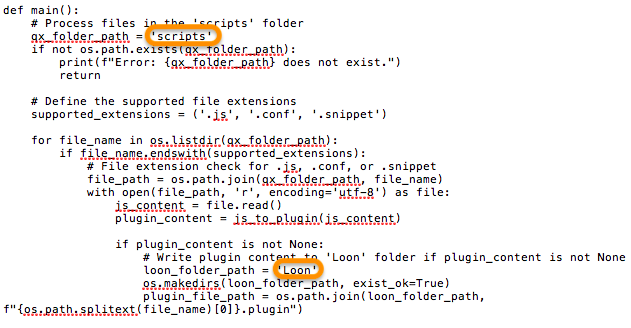 def main():
    # Process files in the 'scripts' folder
    qx_folder_path = 'scripts'
    if not os.path.exists(qx_folder_path):
        print(f"Error: {qx_folder_path} does not exist.")
        return

    # Define the supported file extensions
    supported_extensions = ('.js', '.conf', '.snippet')

    for file_name in os.listdir(qx_folder_path):
        if file_name.endswith(supported_extensions):
            # File extension check for .js, .conf, or .snippet
            file_path = os.path.join(qx_folder_path, file_name)
            with open(file_path, 'r', encoding='utf-8') as file:
                js_content = file.read()
                plugin_content = js_to_plugin(js_content)

                if plugin_content is not None:
                    # Write plugin content to 'Loon' folder if plugin_content is not None
                    loon_folder_path = 'Loon'
                    os.makedirs(loon_folder_path, exist_ok=True)
                    plugin_file_path = os.path.join(loon_folder_path,
f"{os.path.splitext(file_name)[0]}.plugin")